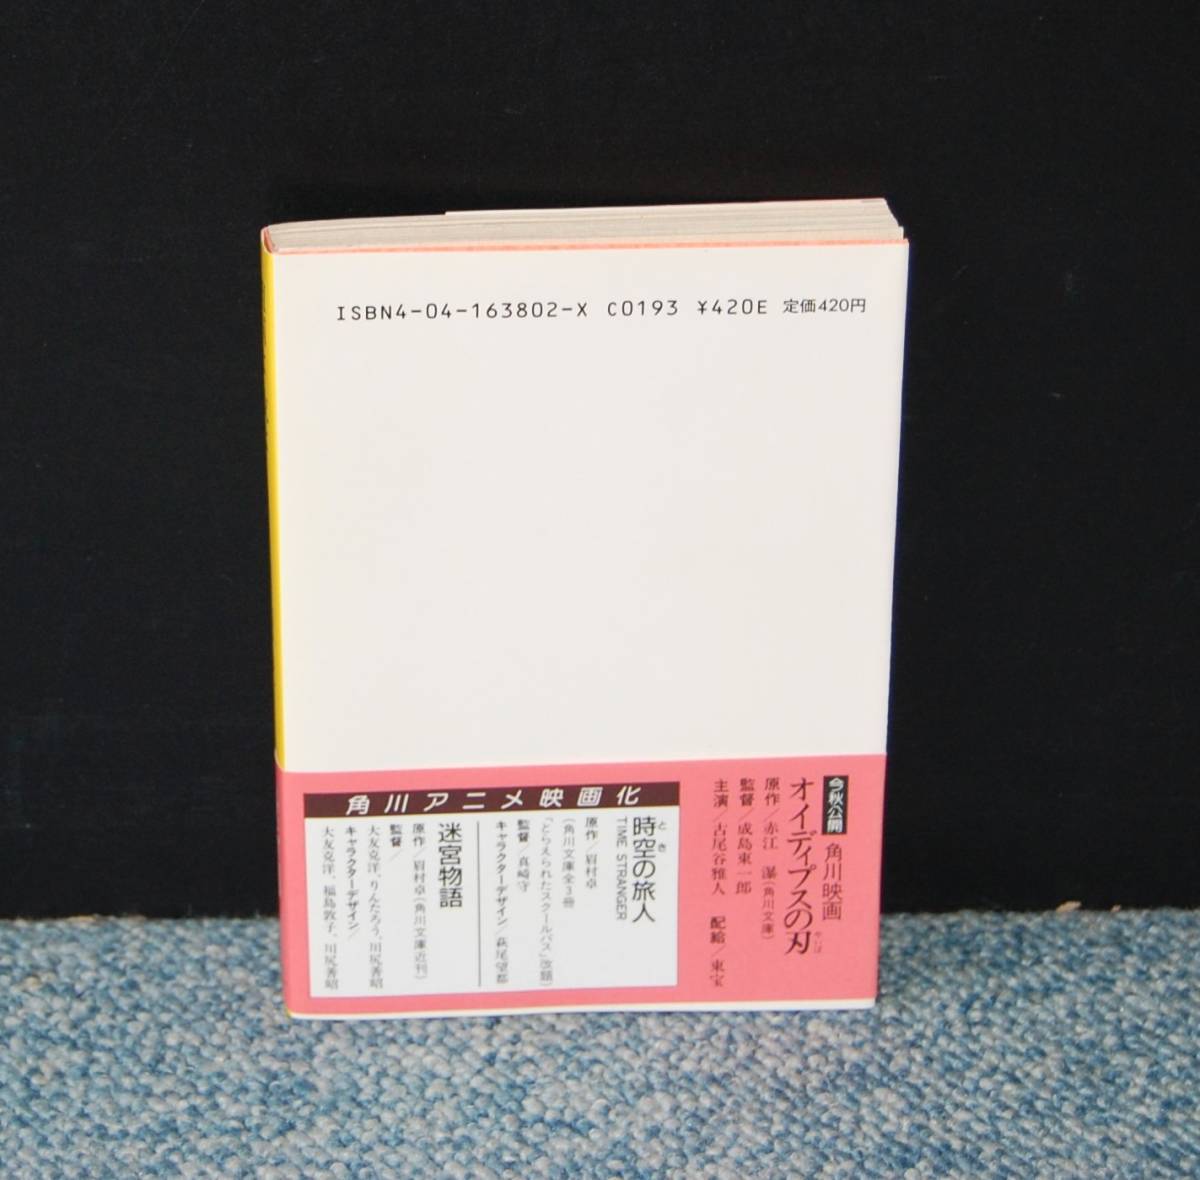 ISBN4-04-163802-X C0193 ¥420E 定価420円
今秋公開 角川映画
オイディプスの刃
やいば
原作/赤江 瀑(角川文庫)
監督/成島東一郎
主演/古尾谷雅人 配給/東宝
角川アニメ映画化
時空の旅人
とき
TIME STRANGER
原作/眉村卓
(角川文庫全3冊
「とらえられたスクールバス」改題)
監督/真崎守
キャラクターデザイン/萩尾望都
迷宮物語
原作/眉村卓(角川文庫近刊)
監督/
大友克洋、りんたろう、川尻善昭
キャラクターデザイン/
大友克洋、福島敦子、川尻善昭